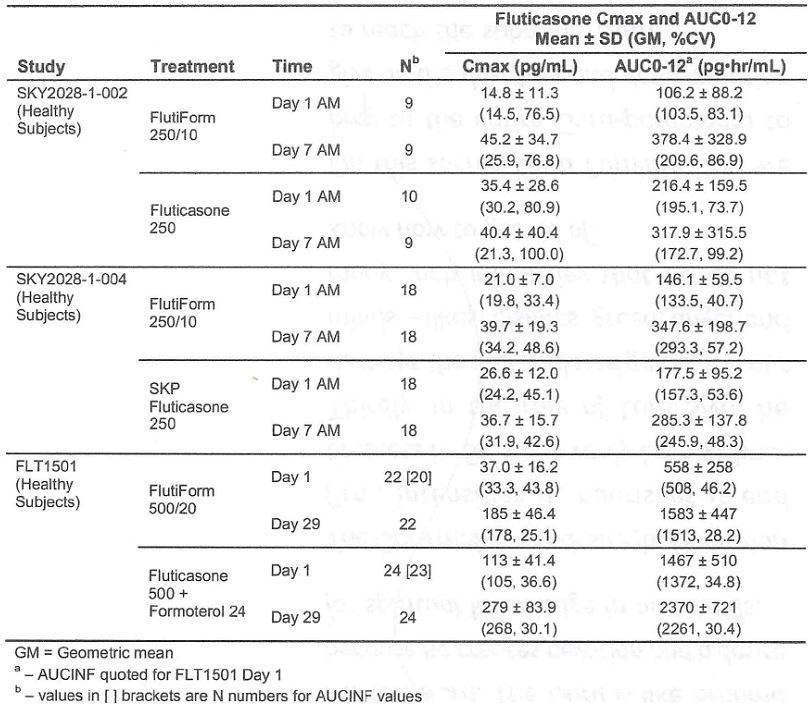 Fluticasone Cmax and AUC0-12
Mean ± SD (GM, %CV)
Study Treatment Time Nb Cmax (pg/mL) AUC0-12a (pg•hr/mL)
SKY2028-1-002 (Healthy Subjects)
FlutiForm 250/10
Day 1 AM 9 14.8 ± 11.3 106.2 ± 88.2
(14.5, 76.5) (103.5, 83.1)
Day 7 AM 9 45.2 ± 34.7 378.4 ± 328.9
(25.9, 76.8) (209.6, 86.9)
Fluticasone 250
Day 1 AM 10 35.4 ± 28.6 216.4 ± 159.5
(30.2, 80.9) (195.1, 73.7)
Day 7 AM 9 40.4 ± 40.4 317.9 ± 315.5
(21.3, 100.0) (172.7, 99.2)
SKY2028-1-004 (Healthy Subjects)
FlutiForm 250/10
Day 1 AM 18 21.0 ± 7.0 146.1 ± 59.5
(19.8, 33.4) (133.5, 40.7)
Day 7 AM 18 39.7 ± 19.3 347.6 ± 198.7
(34.2, 48.6) (293.3, 57.2)
SKP Fluticasone 250
Day 1 AM 18 26.6 ± 12.0 177.5 ± 95.2
(24.2, 45.1) (157.3, 53.6)
Day 7 AM 18 36.7 ± 15.7 285.3 ± 137.8
(31.9, 42.6) (245.9, 48.3)
FLT1501 (Healthy Subjects)
FlutiForm 500/20
Day 1 22 [20] 37.0 ± 16.2 558 ± 258
(33.3, 43.8) (508, 46.2)
Day 29 22 185 ± 46.4 1583 ± 447
(178, 25.1) (1513, 28.2)
Fluticasone 500 + Formoterol 24
Day 1 24 [23] 113 ± 41.4 1467 ± 510
(105, 36.6) (1372, 34.8)
Day 29 24 279 ± 83.9 2370 ± 721
(268, 30.1) (2261, 30.4)
GM = Geometric mean
a – AUCINF quoted for FLT1501 Day 1
b – values in [ ] brackets are N numbers for AUCINF values